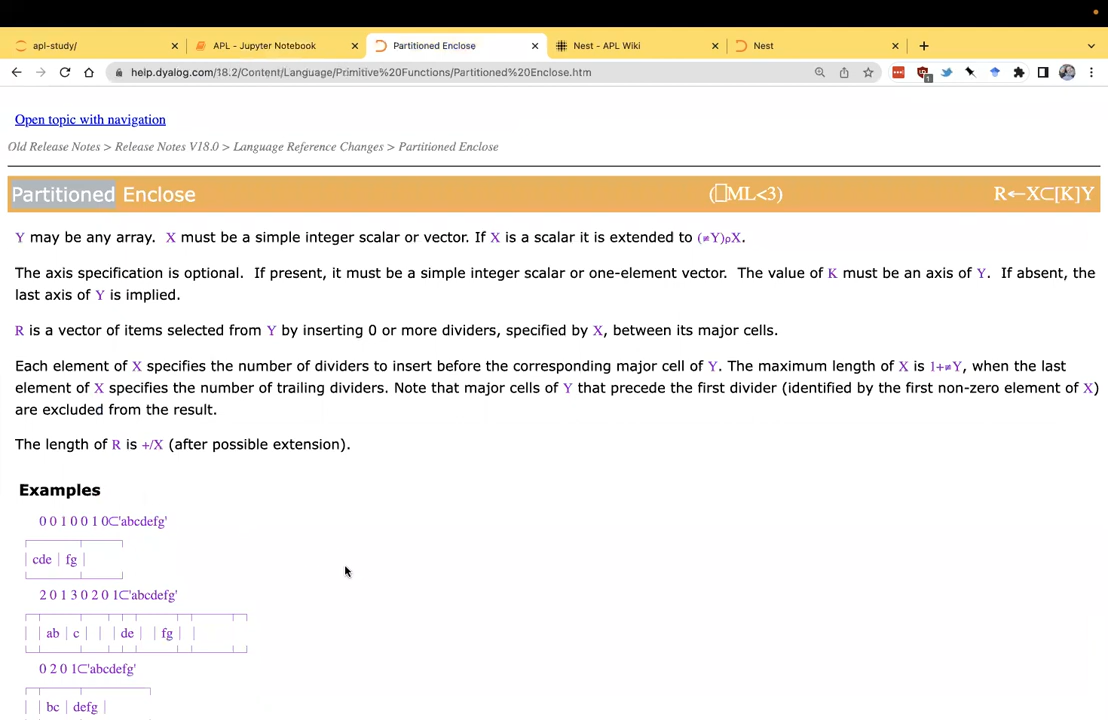 apl-study/
APL - Jupyter Notebook
Partitioned Enclose
Nest - APL Wiki
Nest
help.dyalog.com/18.2/Content/Language/Primitive%20Functions/Partitioned%20Enclose.htm
1
Open topic with navigation
Old Release Notes > Release Notes V18.0 > Language Reference Changes > Partitioned Enclose
Partitioned Enclose (⎕ML<3) R←X⊂[K]Y
Y may be any array. X must be a simple integer scalar or vector. If X is a scalar it is extended to (≢Y)⍴X.
The axis specification is optional. If present, it must be a simple integer scalar or one-element vector. The value of K must be an axis of Y. If absent, the
last axis of Y is implied.
R is a vector of items selected from Y by inserting 0 or more dividers, specified by X, between its major cells.
Each element of X specifies the number of dividers to insert before the corresponding major cell of Y. The maximum length of X is 1+≢Y, when the last
element of X specifies the number of trailing dividers. Note that major cells of Y that precede the first divider (identified by the first non-zero element of X)
are excluded from the result.
The length of R is +/X (after possible extension).
Examples
0 0 1 0 0 1 0⊂'abcdefg'
cde fg
2 0 1 3 0 2 0 1⊂'abcdefg'
ab c de fg
0 2 0 1⊂'abcdefg'
bc defg